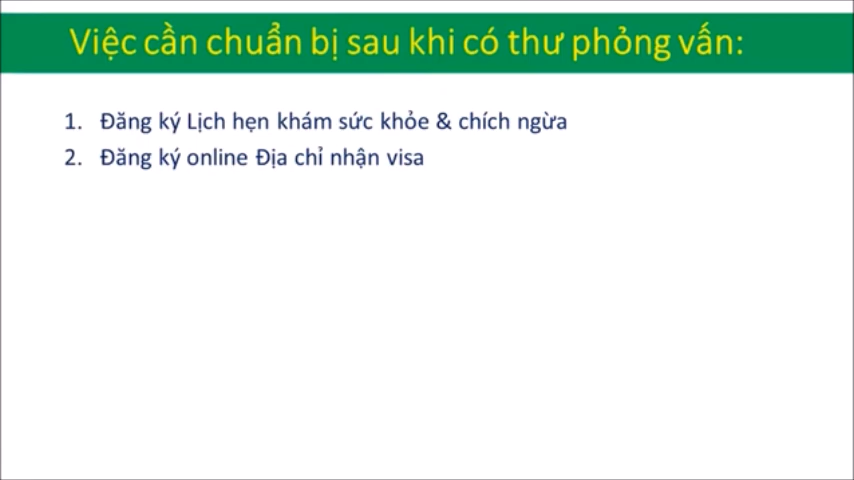 Việc cần chuẩn bị sau khi có thư phỏng vấn:
1. Đăng ký Lịch hẹn khám sức khỏe & chích ngừa
2. Đăng ký online Địa chỉ nhận visa